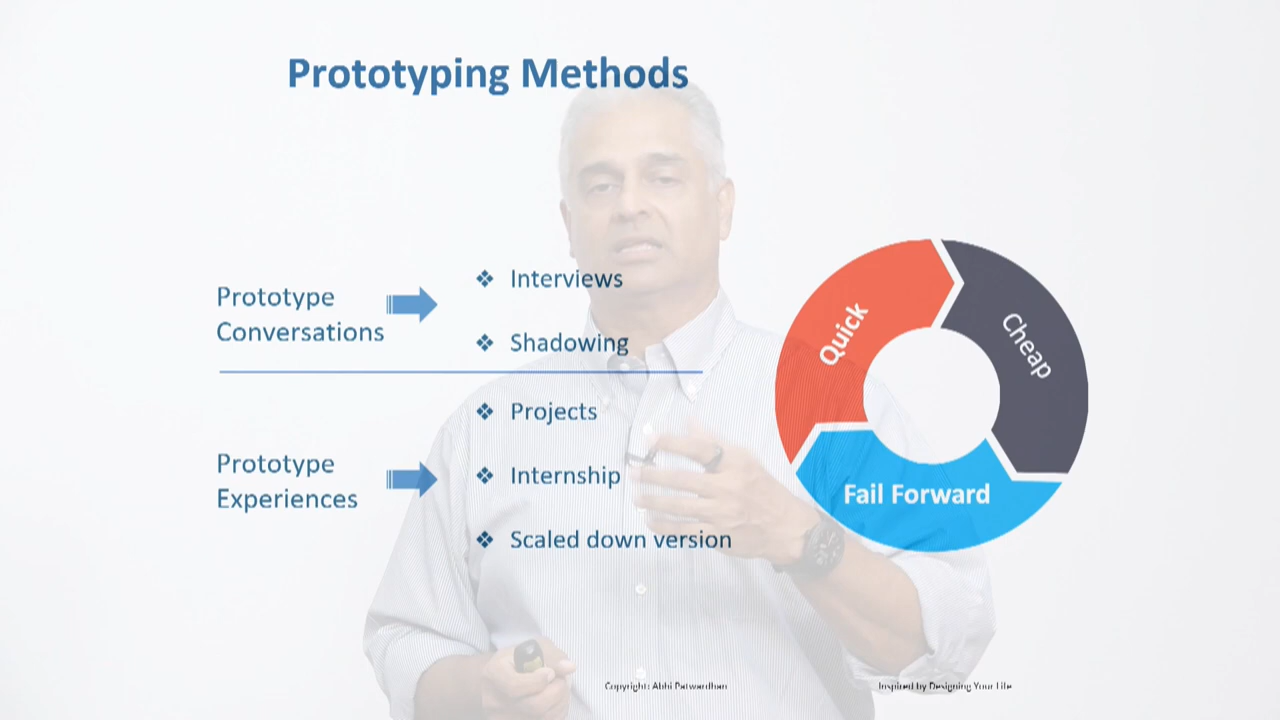 Prototyping Methods
Prototype
Conversations
❖ Interviews
❖ Shadowing
Prototype
Experiences
❖ Projects
❖ Internship
❖ Scaled down version
Quick
Cheap
Fail Forward
Copyright: Abhi Patwardhan
Inspired by Designing Your Life